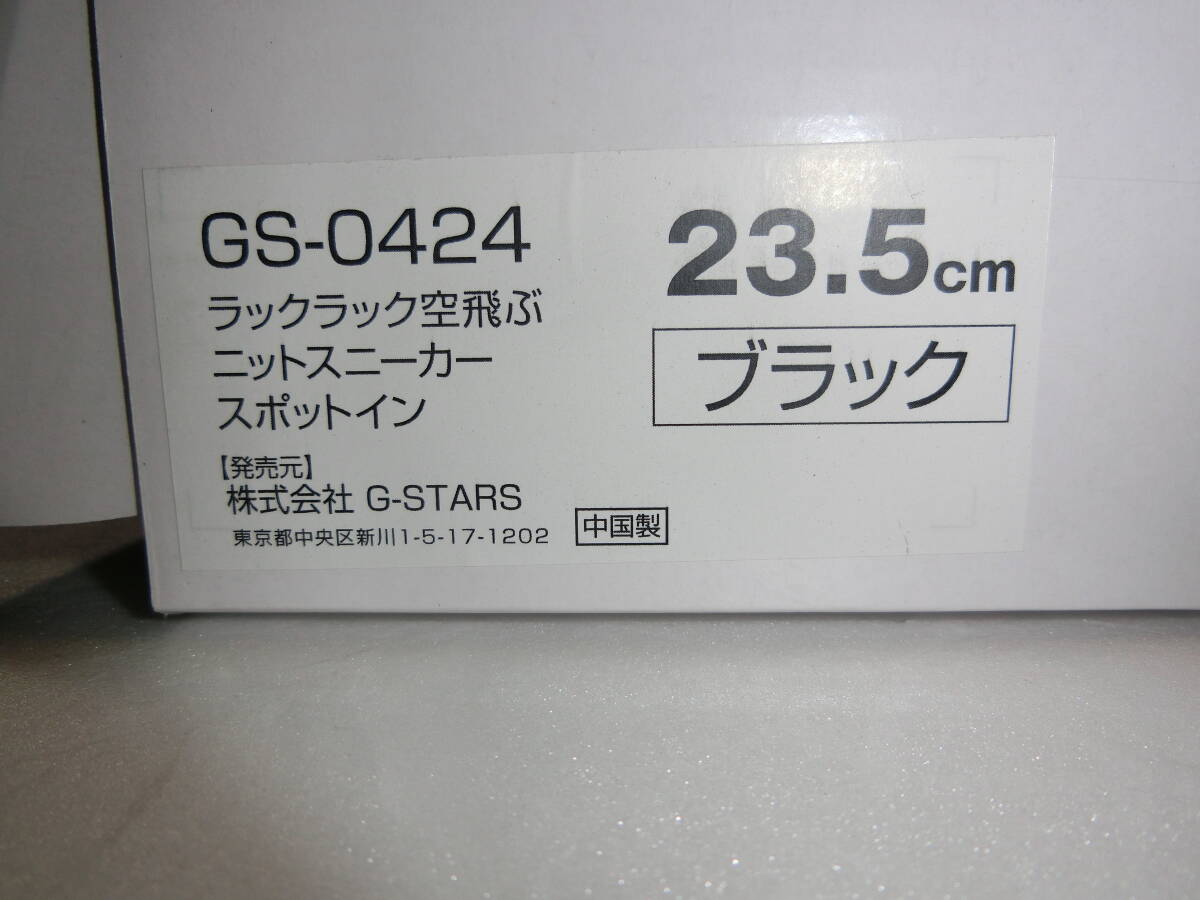 GS-0424
ラックラック空飛ぶ
ニットスニーカー
スポットイン
【発売元】
株式会社 G-STARS
東京都中央区新川1-5-17-1202
中国製
23.5cm
ブラック